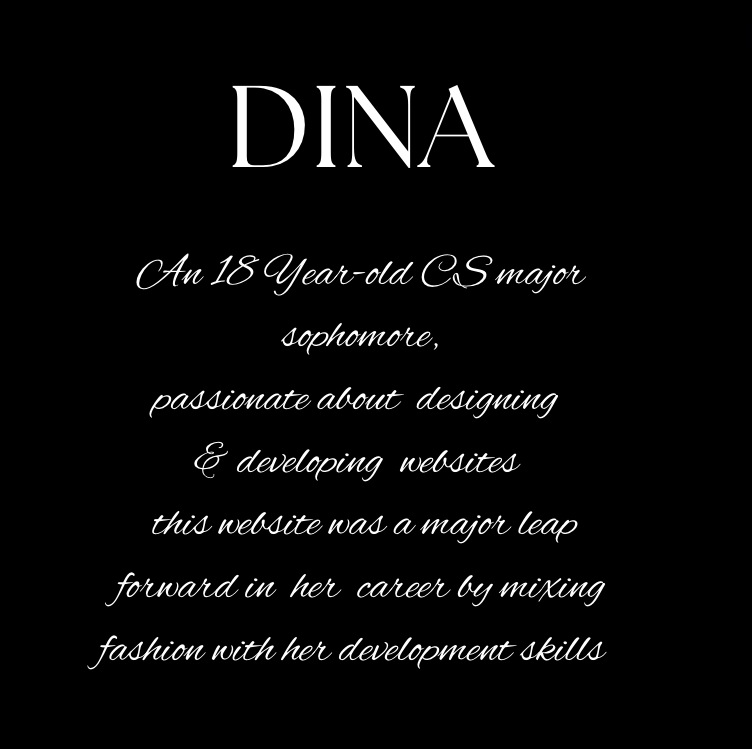 DINA
An 18 Year-old CS major
sophomore,
passionate about designing
& developing websites
this website was a major leap
forward in her career by mixing
fashion with her development skills